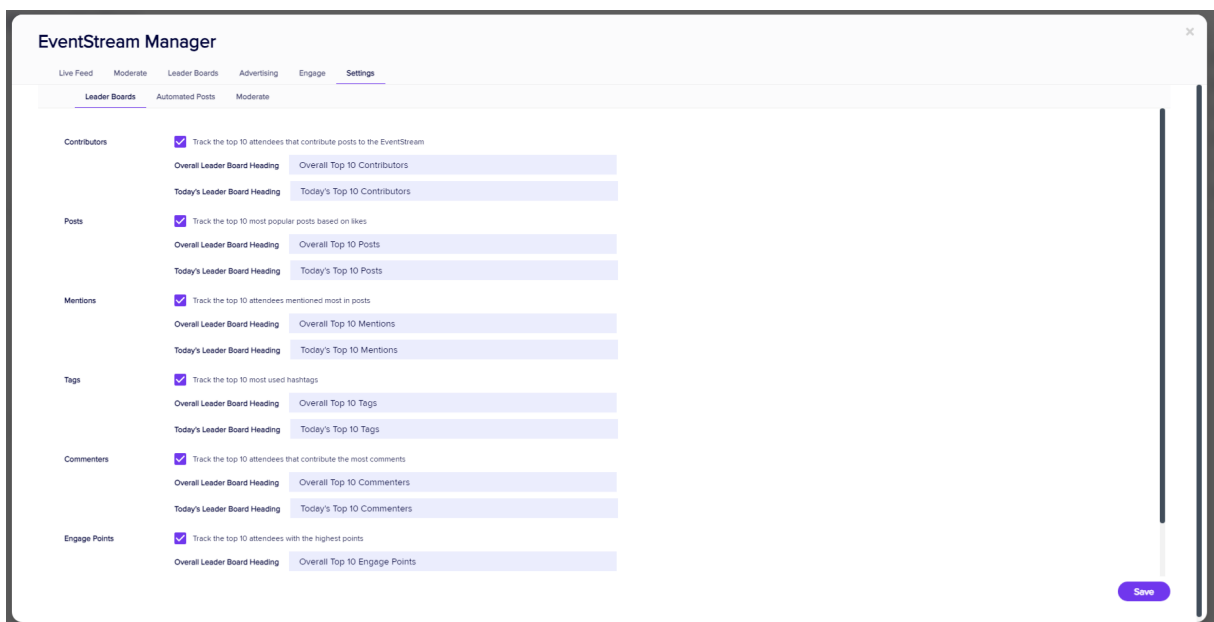 EventStream Manager
×
Live Feed Moderate Leader Boards Advertising Engage Settings
Leader Boards Automated Posts Moderate
Contributors Track the top 10 attendees that contribute posts to the EventStream
Overall Leader Board Heading Overall Top 10 Contributors
Today's Leader Board Heading Today's Top 10 Contributors
Posts Track the top 10 most popular posts based on likes
Overall Leader Board Heading Overall Top 10 Posts
Today's Leader Board Heading Today's Top 10 Posts
Mentions Track the top 10 attendees mentioned most in posts
Overall Leader Board Heading Overall Top 10 Mentions
Today's Leader Board Heading Today's Top 10 Mentions
Tags Track the top 10 most used hashtags
Overall Leader Board Heading Overall Top 10 Tags
Today's Leader Board Heading Today's Top 10 Tags
Commenters Track the top 10 attendees that contribute the most comments
Overall Leader Board Heading Overall Top 10 Commenters
Today's Leader Board Heading Today's Top 10 Commenters
Engage Points Track the top 10 attendees with the highest points
Overall Leader Board Heading Overall Top 10 Engage Points
Save